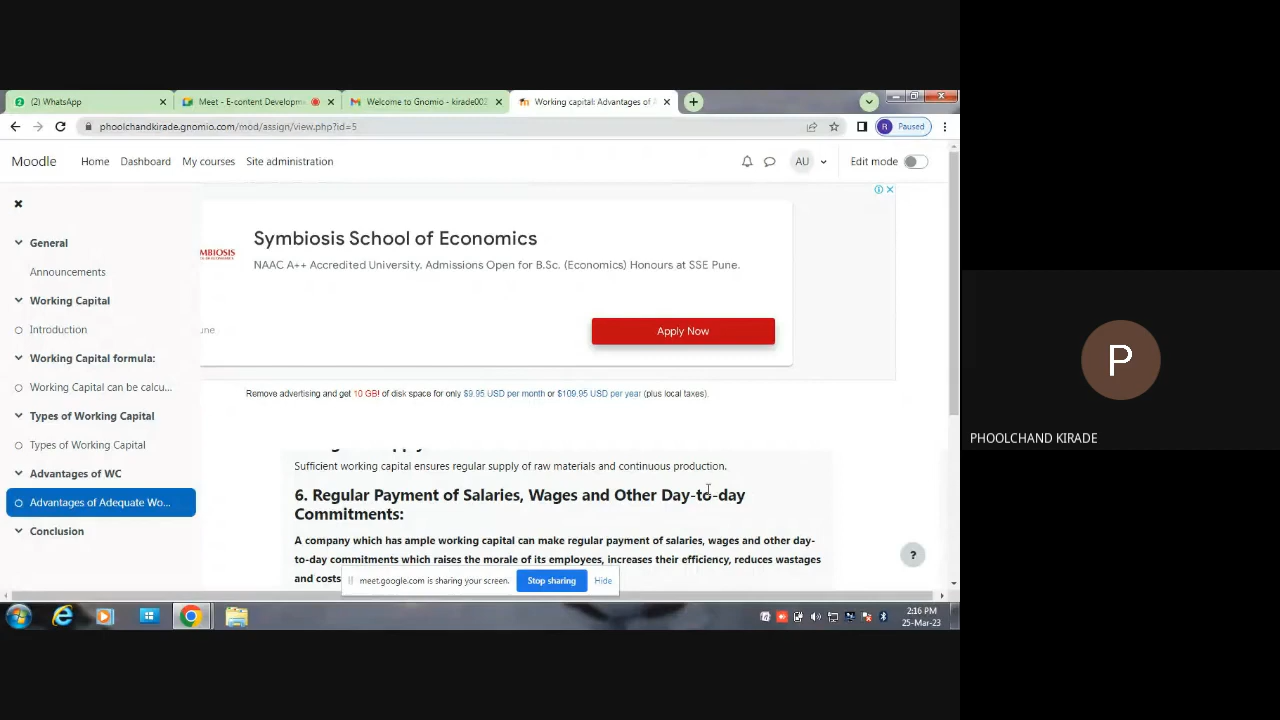 (2) WhatsApp
Meet - E-content Developm
Welcome to Gnomio - kirade003
Working capital: Advantages of
phoolchandkirade.gnomio.com/mod/assign/view.php?id=5
R Paused
Moodle Home Dashboard My courses Site administration AU Edit mode
General
Announcements
Working Capital
Introduction
Working Capital formula:
Working Capital can be calcu...
Types of Working Capital
Types of Working Capital
Advantages of WC
Advantages of Adequate Wo...
Conclusion
MBIOSIS
Symbiosis School of Economics
NAAC A++ Accredited University. Admissions Open for B.Sc. (Economics) Honours at SSE Pune.
une
Apply Now
Remove advertising and get 10 GB! of disk space for only $9.95 USD per month or $109.95 USD per year (plus local taxes).
Sufficient working capital ensures regular supply of raw materials and continuous production.
6. Regular Payment of Salaries, Wages and Other Day-to-day
Commitments:
A company which has ample working capital can make regular payment of salaries, wages and other day-
to-day commitments which raises the morale of its employees, increases their efficiency, reduces wastages
and costs
?
meet.google.com is sharing your screen. Stop sharing Hide
2:16 PM
25-Mar-23
P
PHOOLCHAND KIRADE